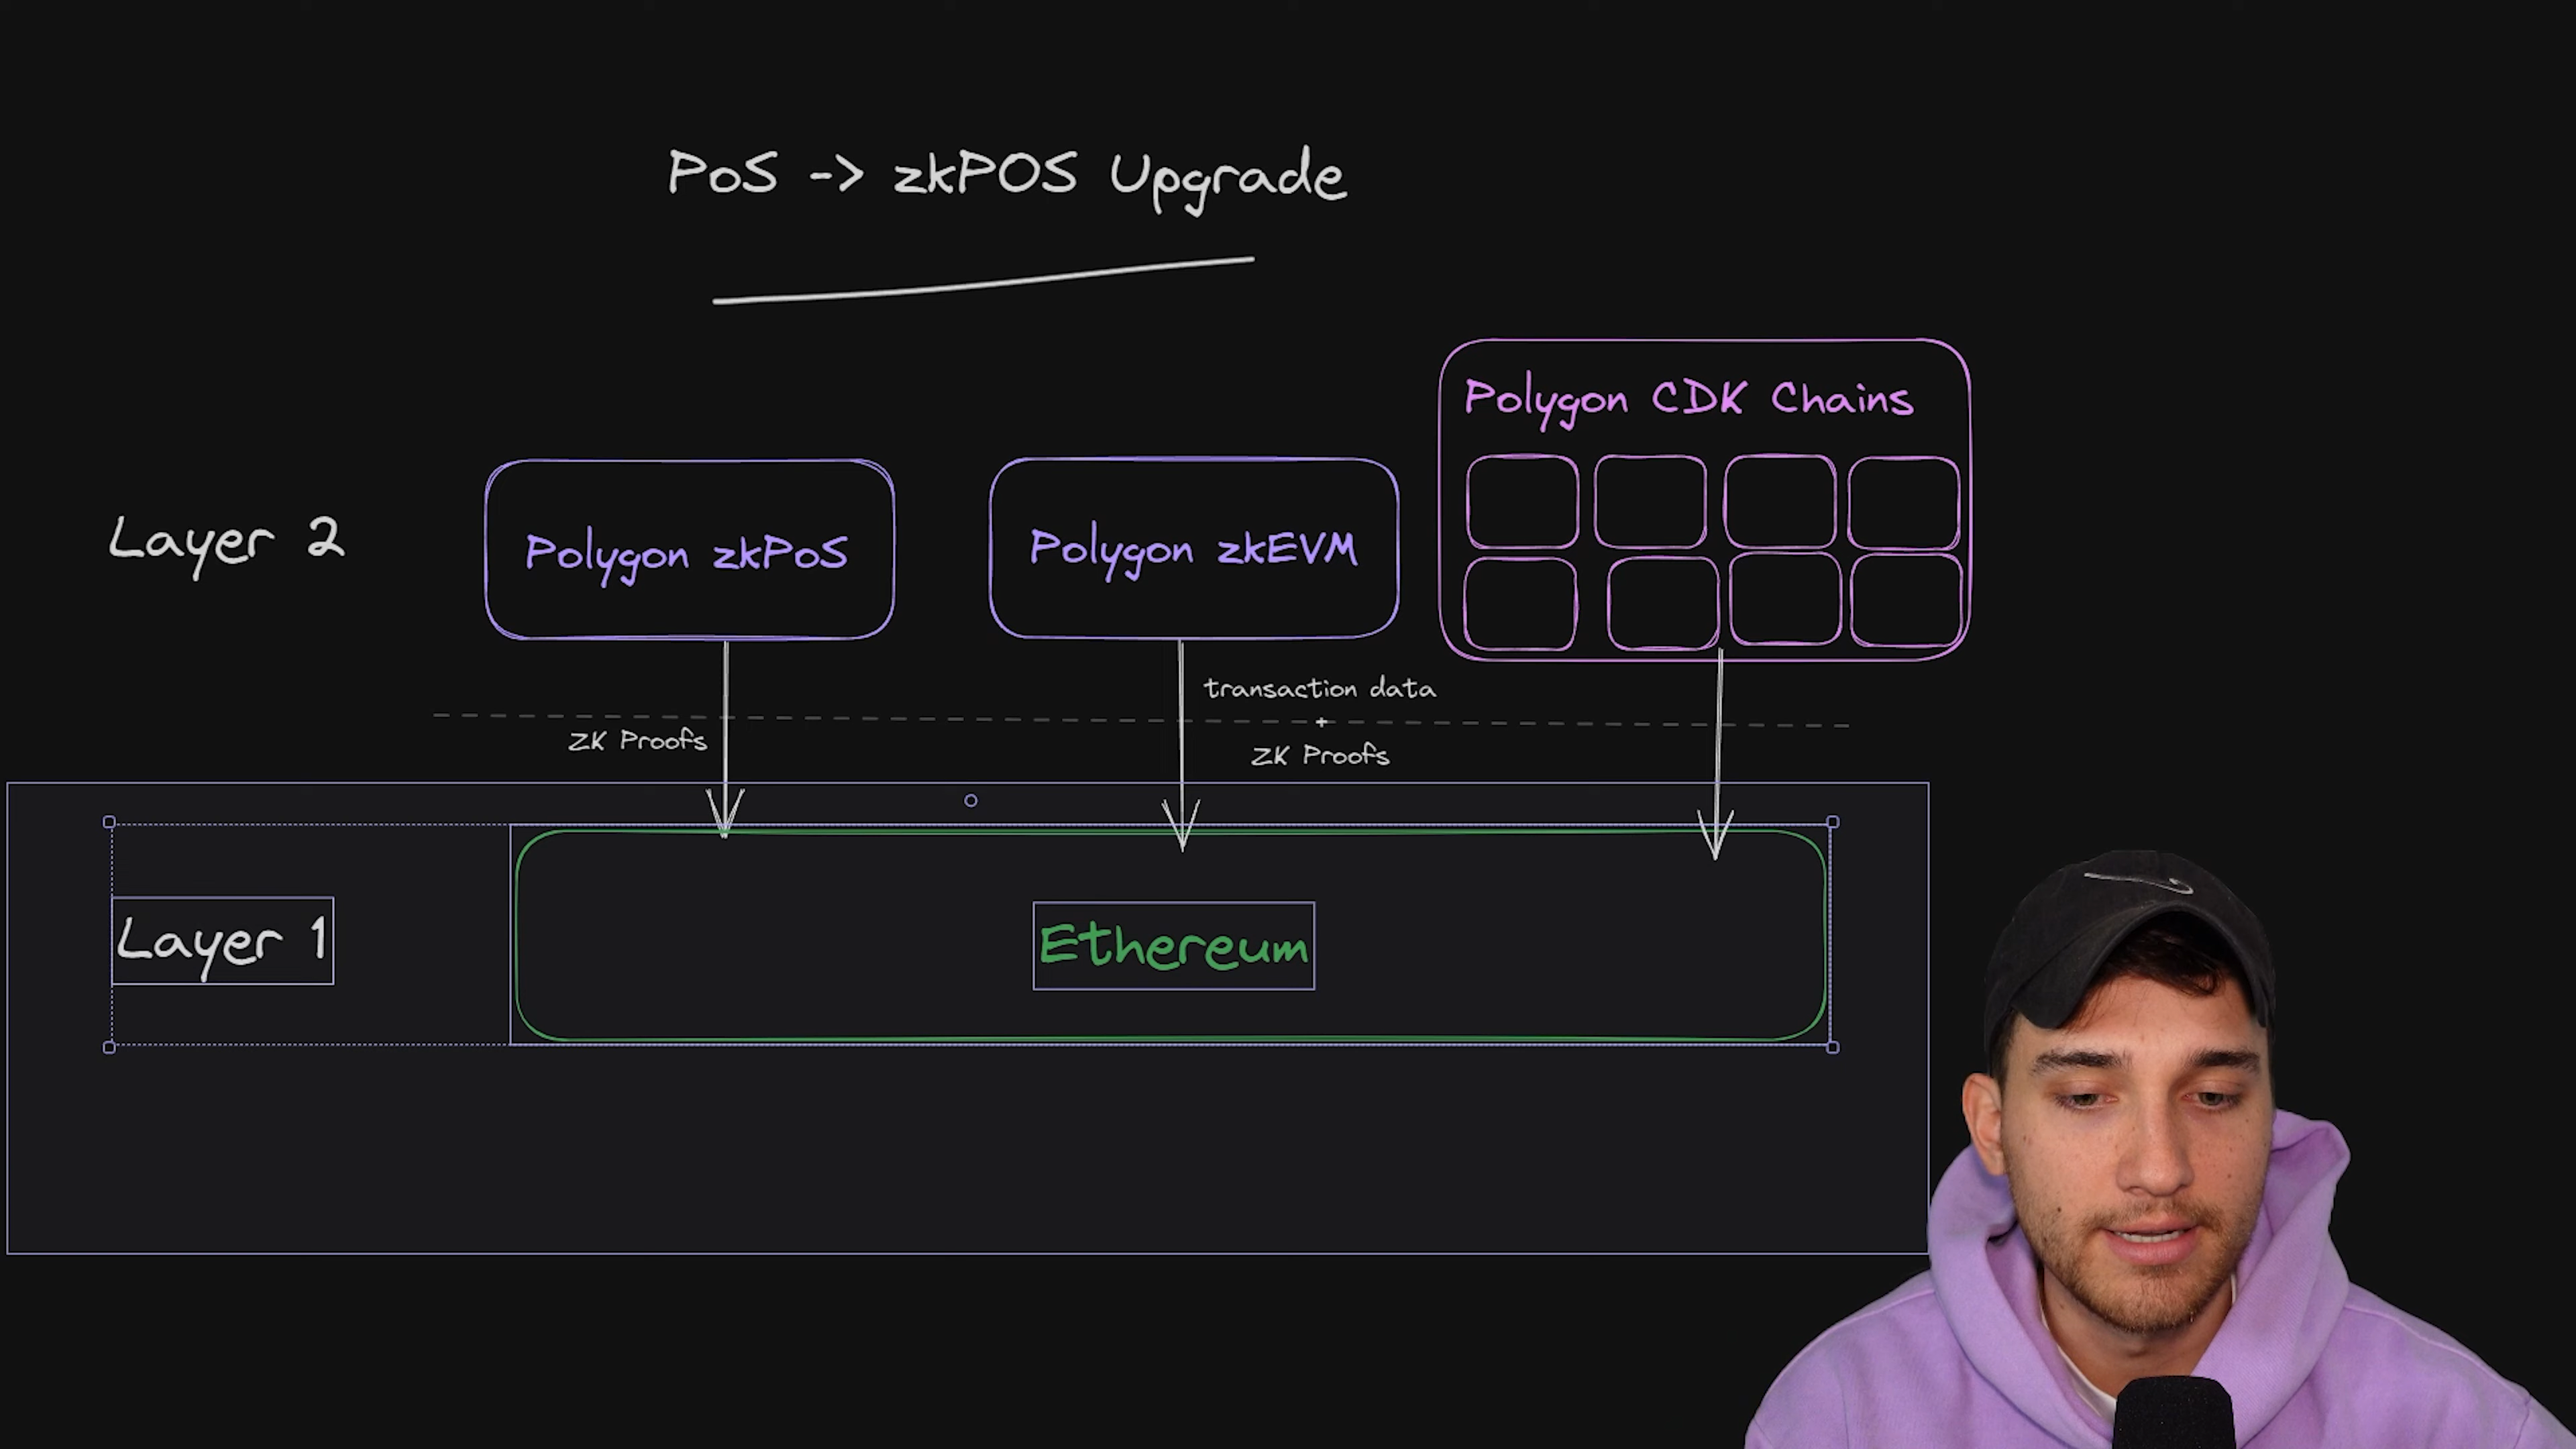 PoS -> zkPOS Upgrade
Polygon CDK Chains
Layer 2
Polygon zkPoS
Polygon zkEVM
transaction data
+
ZK Proofs
ZK Proofs
Layer 1
Ethereum